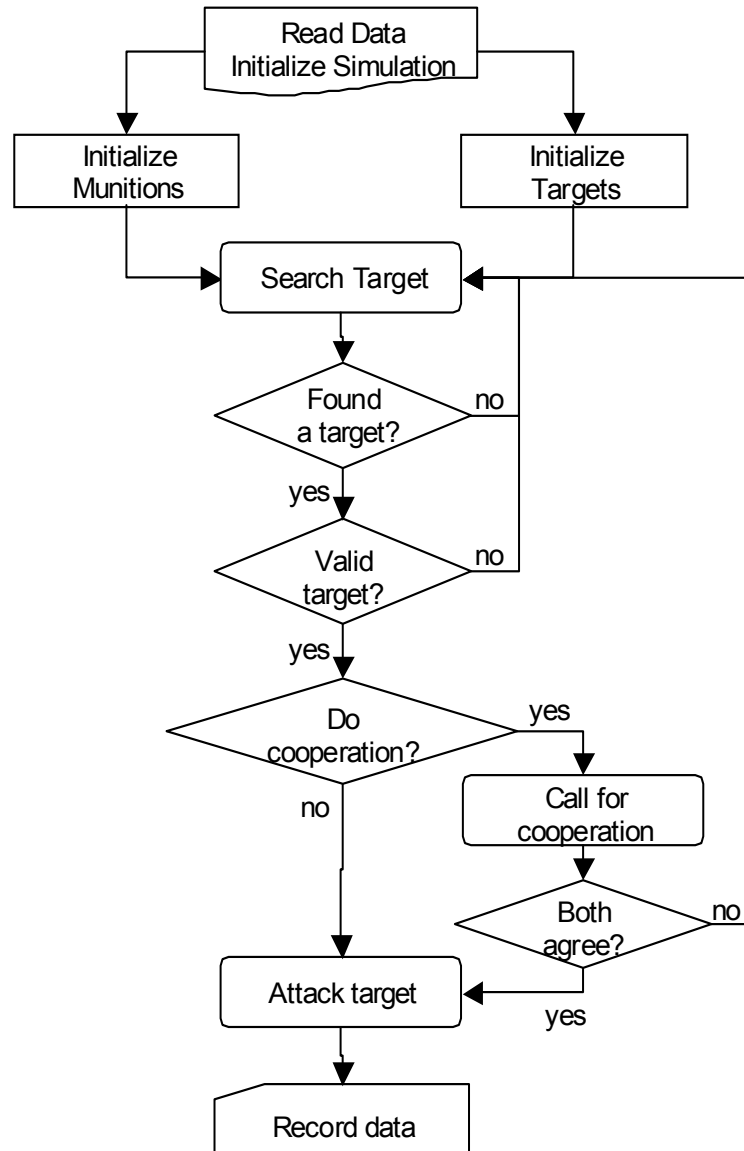 Read Data
Initialize Simulation
Initialize
Munitions
Initialize
Targets
Search Target
Found
a target?
no
yes
Valid
target?
no
yes
Do
cooperation?
yes
no
Call for
cooperation
Both
agree?
no
yes
Attack target
Record data